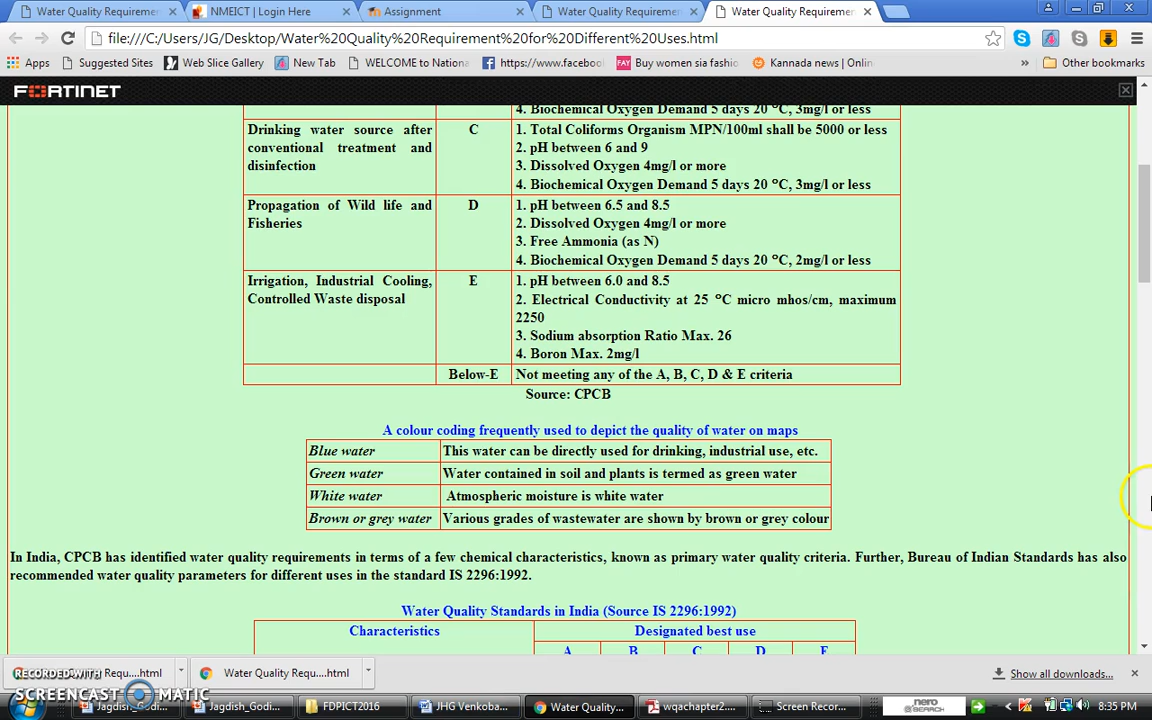 Water Quality Requiremen
NMEICT | Login Here
Assignment
Water Quality Requiremen
Water Quality Requiremen
file:///C:/Users/JG/Desktop/Water%20Quality%20Requirement%20for%20Different%20Uses.html
Apps
Suggested Sites
Web Slice Gallery
New Tab
WELCOME to Nationa
https://www.facebool
FAY Buy women sia fashio
Kannada news | Onlin
»
Other bookmarks
FORTINET
4. Biochemical Oxygen Demand 5 days 20 °C, 3mg/l or less
Drinking water source after conventional treatment and disinfection
C
1. Total Coliforms Organism MPN/100ml shall be 5000 or less
2. pH between 6 and 9
3. Dissolved Oxygen 4mg/l or more
4. Biochemical Oxygen Demand 5 days 20 °C, 3mg/l or less
Propagation of Wild life and Fisheries
D
1. pH between 6.5 and 8.5
2. Dissolved Oxygen 4mg/l or more
3. Free Ammonia (as N)
4. Biochemical Oxygen Demand 5 days 20 °C, 2mg/l or less
Irrigation, Industrial Cooling, Controlled Waste disposal
E
1. pH between 6.0 and 8.5
2. Electrical Conductivity at 25 °C micro mhos/cm, maximum 2250
3. Sodium absorption Ratio Max. 26
4. Boron Max. 2mg/l
Below-E
Not meeting any of the A, B, C, D & E criteria
Source: CPCB
A colour coding frequently used to depict the quality of water on maps
Blue water
This water can be directly used for drinking, industrial use, etc.
Green water
Water contained in soil and plants is termed as green water
White water
Atmospheric moisture is white water
Brown or grey water
Various grades of wastewater are shown by brown or grey colour
In India, CPCB has identified water quality requirements in terms of a few chemical characteristics, known as primary water quality criteria. Further, Bureau of Indian Standards has also
recommended water quality parameters for different uses in the standard IS 2296:1992.
Water Quality Standards in India (Source IS 2296:1992)
Characteristics
Designated best use
A B C D E
Requ....html
Water Quality Requ....html
Show all downloads...
RECORDED WITH
SCREENCAST MATIC
Jagdish_Godi...
Jagdish_Godi...
FDPICT2016
JHG Venkoba...
Water Quality...
wqachapter2....
Screen Recor...
nero
SEARCH
8:35 PM